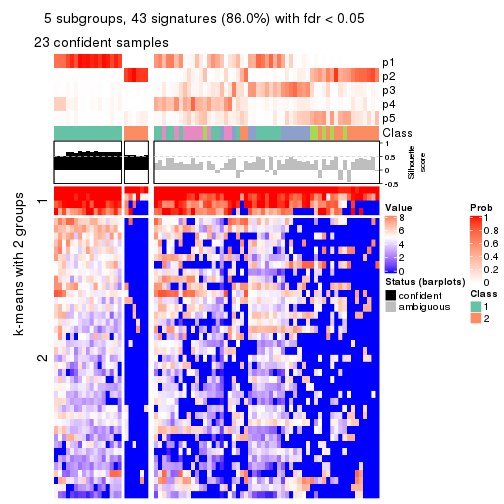 5 subgroups, 43 signatures (86.0%) with fdr < 0.05
23 confident samples
p1
p2
p3
p4
p5
Class
1
0.5
0
-0.5
Silhouette
score
k-means with 2 groups
1
2
Value
8
6
4
2
0
Prob
1
0.8
0.6
0.4
0.2
0
Status (barplots)
confident
ambiguous
Class
1
2